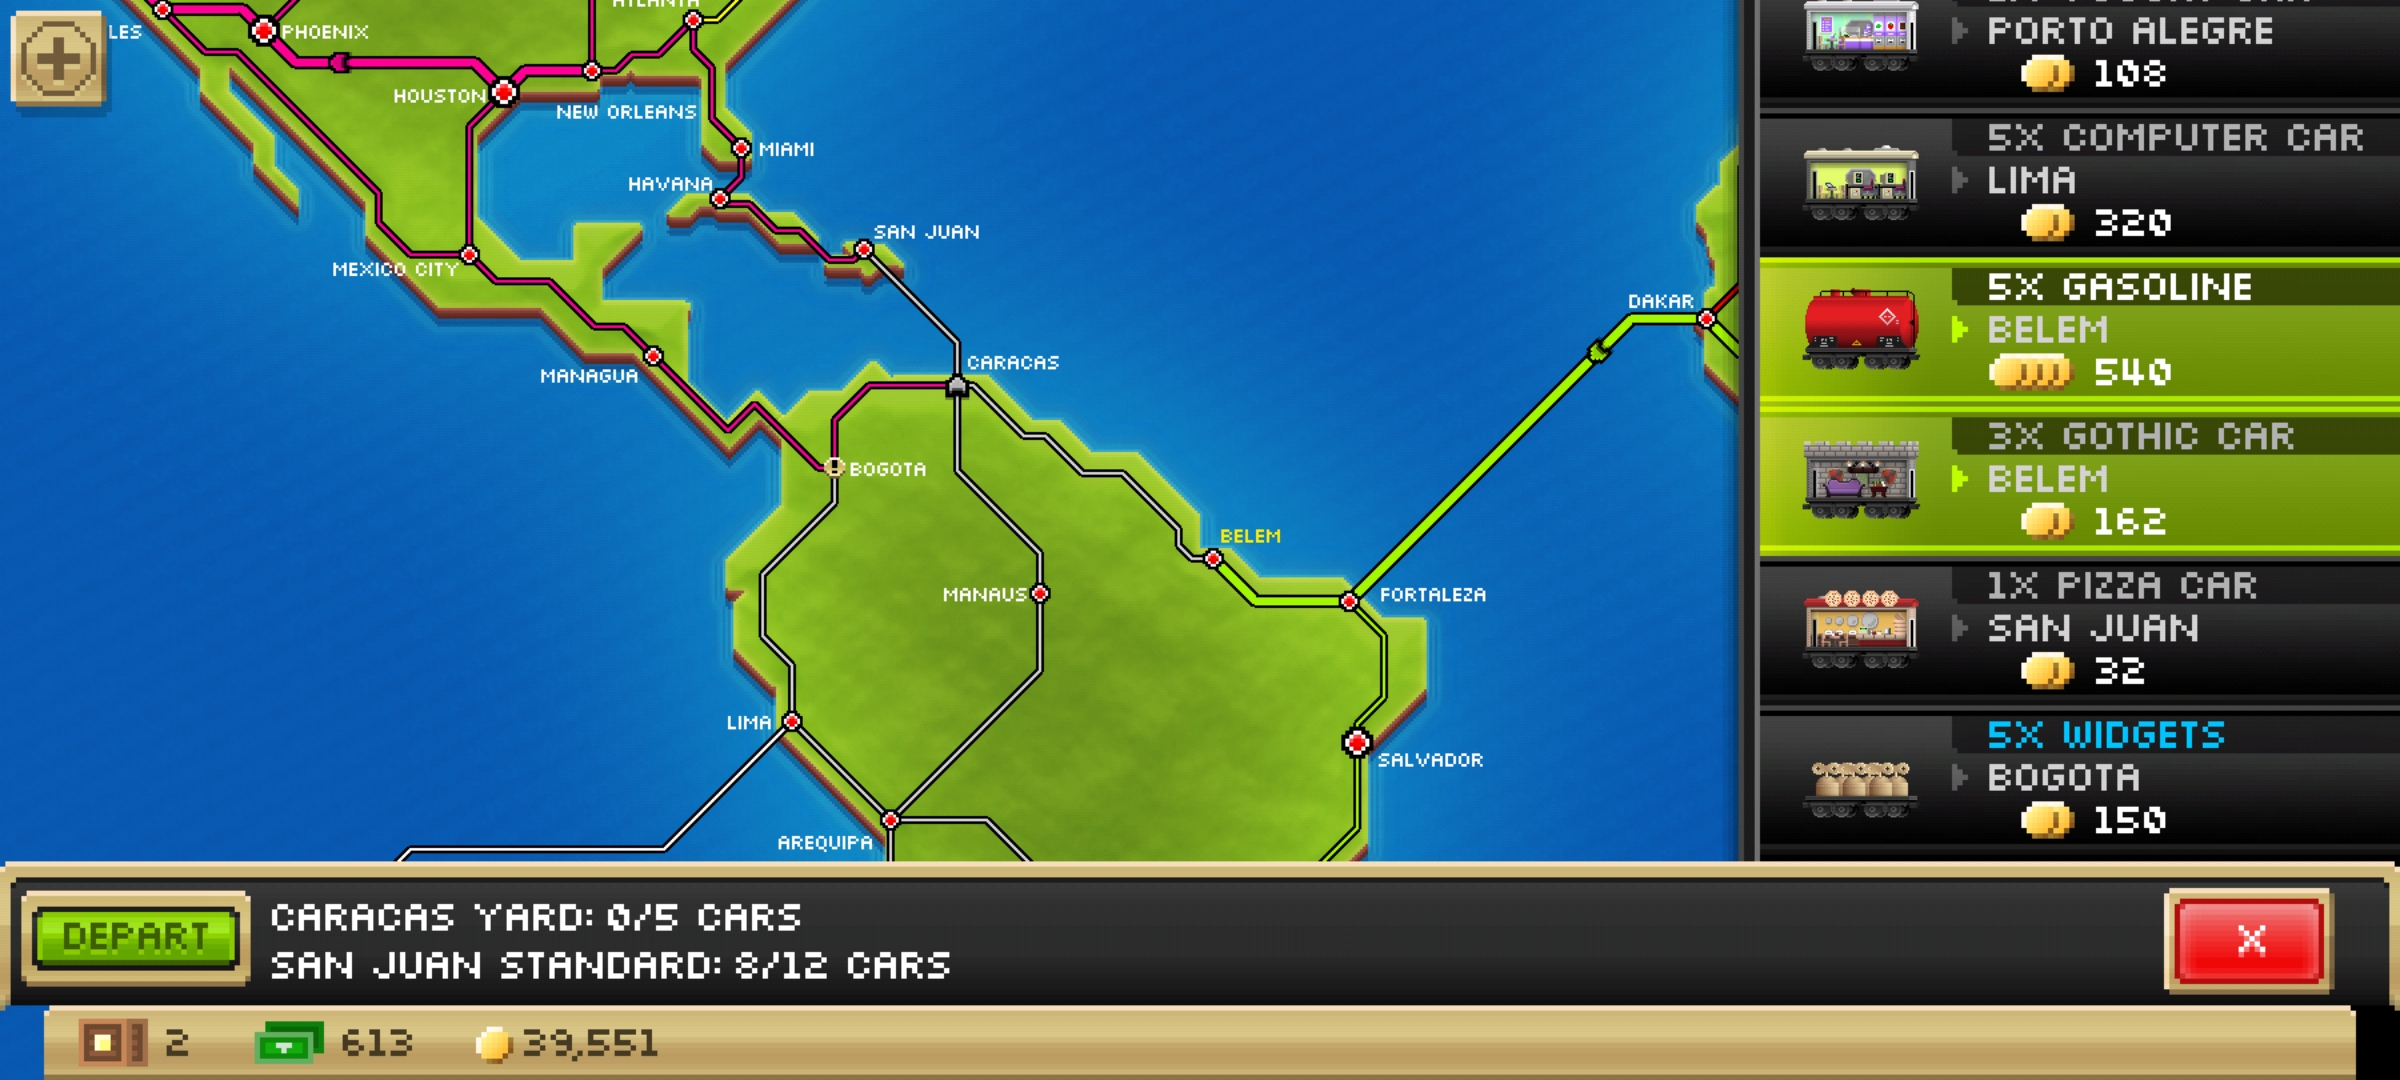 LES
PHOENIX
HOUSTON
NEW ORLEANS
MIAMI
HAVANA
SAN JUAN
MEXICO CITY
MANAGUA
CARACAS
BOGOTA
DAKAR
BELEM
MANAUS
FORTALEZA
LIMA
SALVADOR
AREQUIPA
PORTO ALEGRE
108
5X COMPUTER CAR
LIMA
320
5X GASOLINE
BELEM
540
3X GOTHIC CAR
BELEM
162
1X PIZZA CAR
SAN JUAN
32
5X WIDGETS
BOGOTA
150
DEPART
CARACAS YARD: 0/5 CARS
SAN JUAN STANDARD: 8/12 CARS
X
2
613
39,551